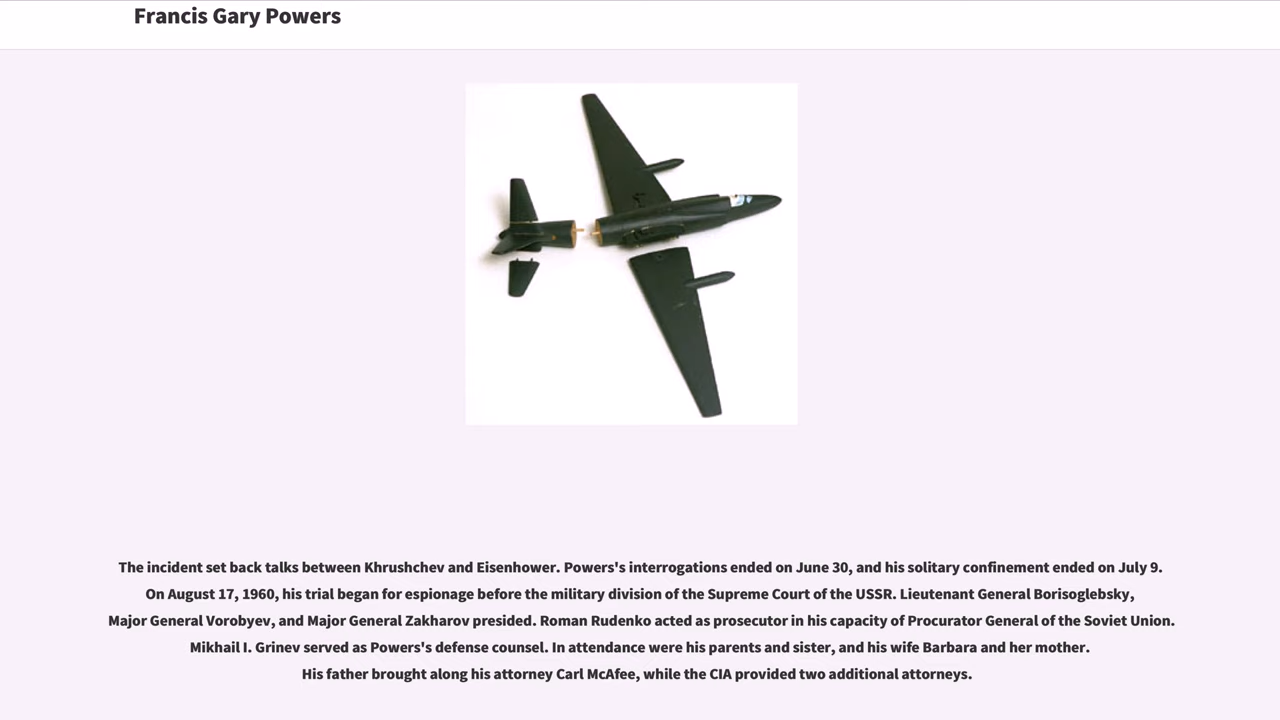 Francis Gary Powers
The incident set back talks between Khrushchev and Eisenhower. Powers's interrogations ended on June 30, and his solitary confinement ended on July 9.
On August 17, 1960, his trial began for espionage before the military division of the Supreme Court of the USSR. Lieutenant General Borisoglebsky,
Major General Vorobyev, and Major General Zakharov presided. Roman Rudenko acted as prosecutor in his capacity of Procurator General of the Soviet Union.
Mikhail I. Grinev served as Powers's defense counsel. In attendance were his parents and sister, and his wife Barbara and her mother.
His father brought along his attorney Carl McAfee, while the CIA provided two additional attorneys.